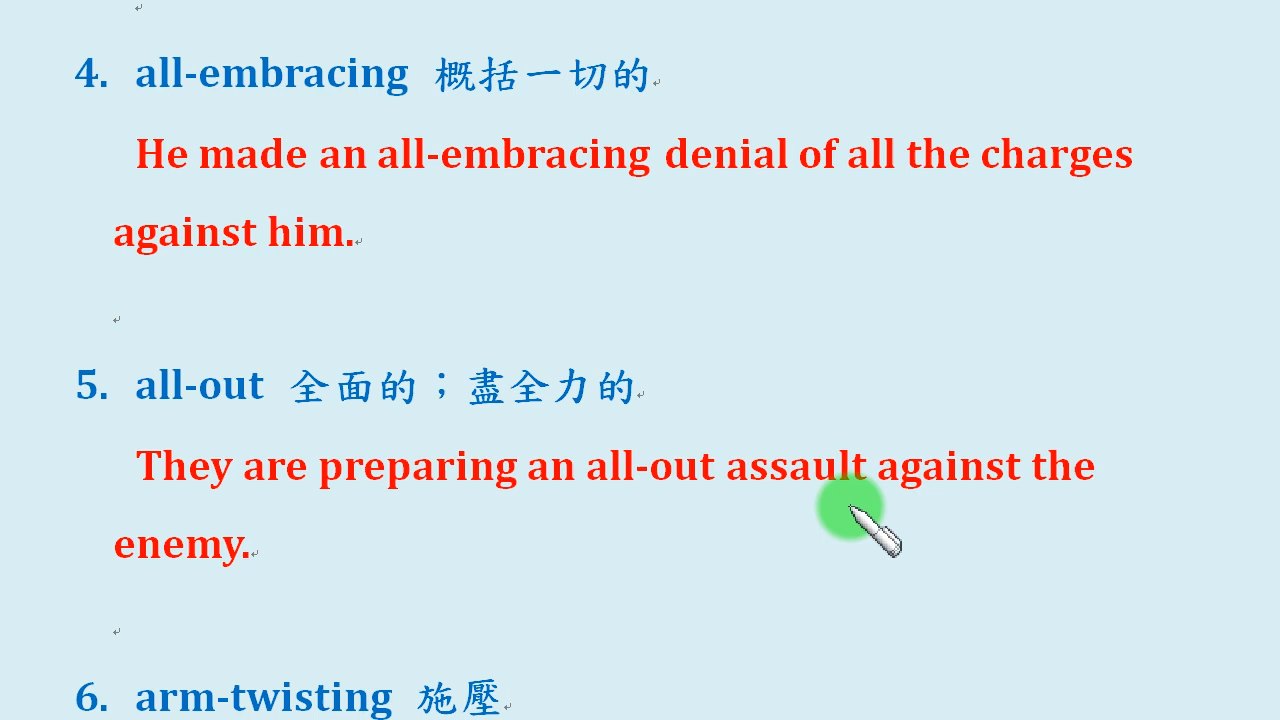 4. all-embracing 概括一切的
He made an all-embracing denial of all the charges
against him.
5. all-out 全面的；盡全力的
They are preparing an all-out assault against the
enemy.
6. arm-twisting 施壓